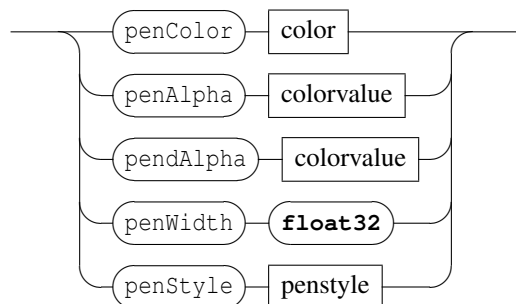 penColor color
penAlpha colorvalue
pendAlpha colorvalue
penWidth float32
penStyle penstyle